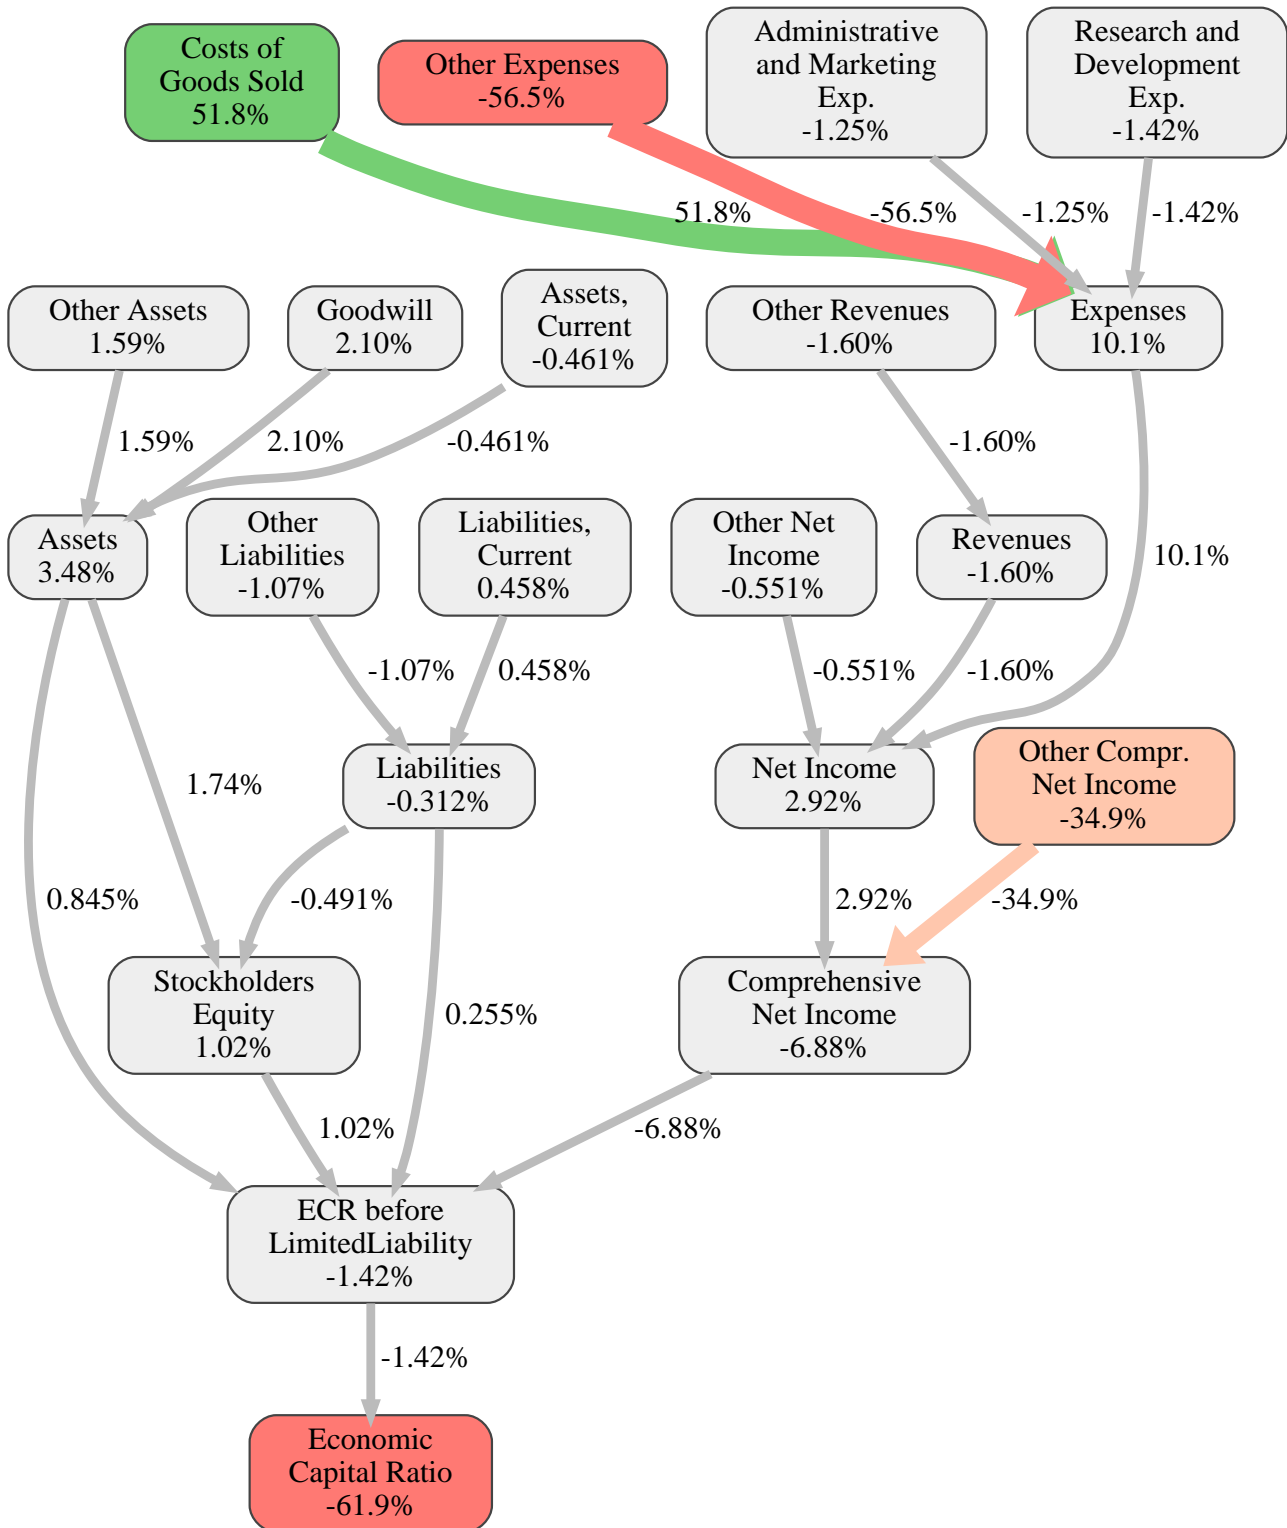 Costs of
Goods Sold
51.8%
Other Expenses
-56.5%
Administrative
and Marketing
Exp.
-1.25%
Research and
Development
Exp.
-1.42%
51.8%
-56.5%
-1.25%
-1.42%
Other Assets
1.59%
Goodwill
2.10%
Assets,
Current
-0.461%
Other Revenues
-1.60%
Expenses
10.1%
1.59%
2.10%
-0.461%
-1.60%
Assets
3.48%
Other
Liabilities
-1.07%
Liabilities,
Current
0.458%
Other Net
Income
-0.551%
Revenues
-1.60%
10.1%
-1.07%
0.458%
-0.551%
-1.60%
1.74%
Liabilities
-0.312%
Net Income
2.92%
Other Compr.
Net Income
-34.9%
0.845%
-0.491%
2.92%
-34.9%
Stockholders
Equity
1.02%
0.255%
Comprehensive
Net Income
-6.88%
1.02%
-6.88%
ECR before
LimitedLiability
-1.42%
-1.42%
Economic
Capital Ratio
-61.9%